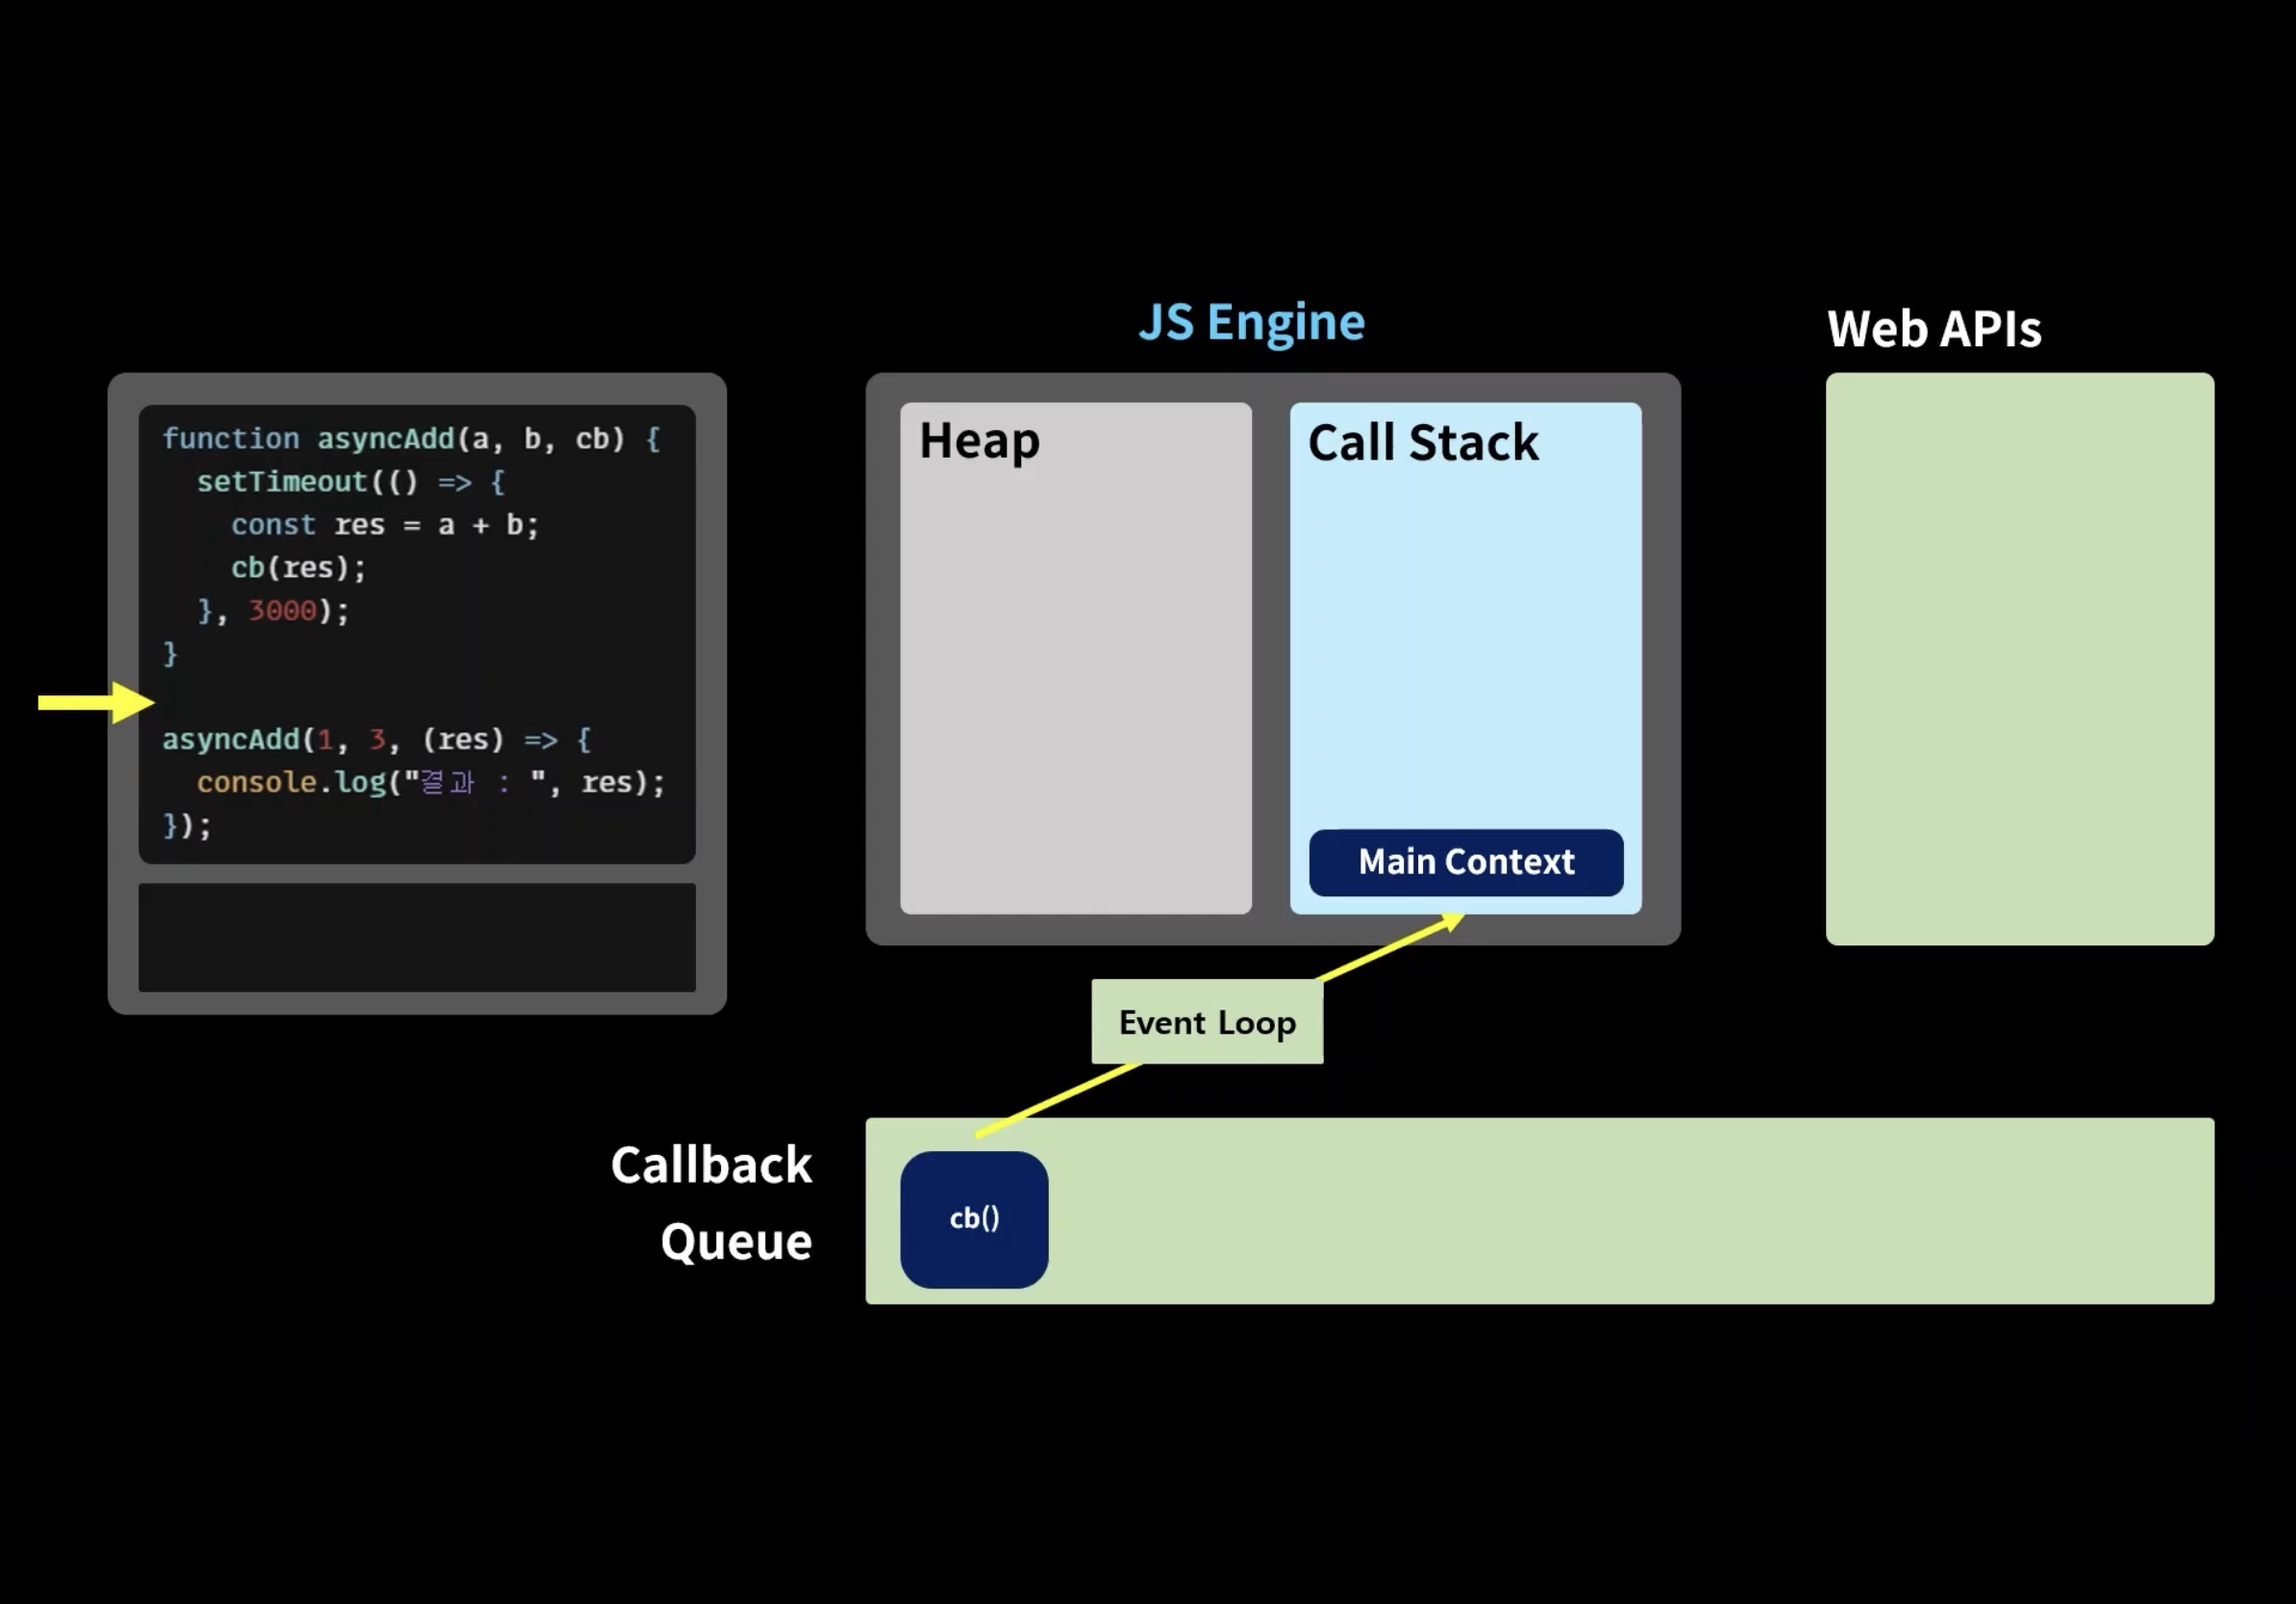 function asyncAdd(a, b, cb) {
setTimeout(() => {
const res = a + b;
cb(res);
}, 3000);
}
asyncAdd(1, 3, (res) => {
console.log("결과 : ", res);
});
JS Engine
Heap
Call Stack
Main Context
Web APIs
Event Loop
Callback
Queue
cb()